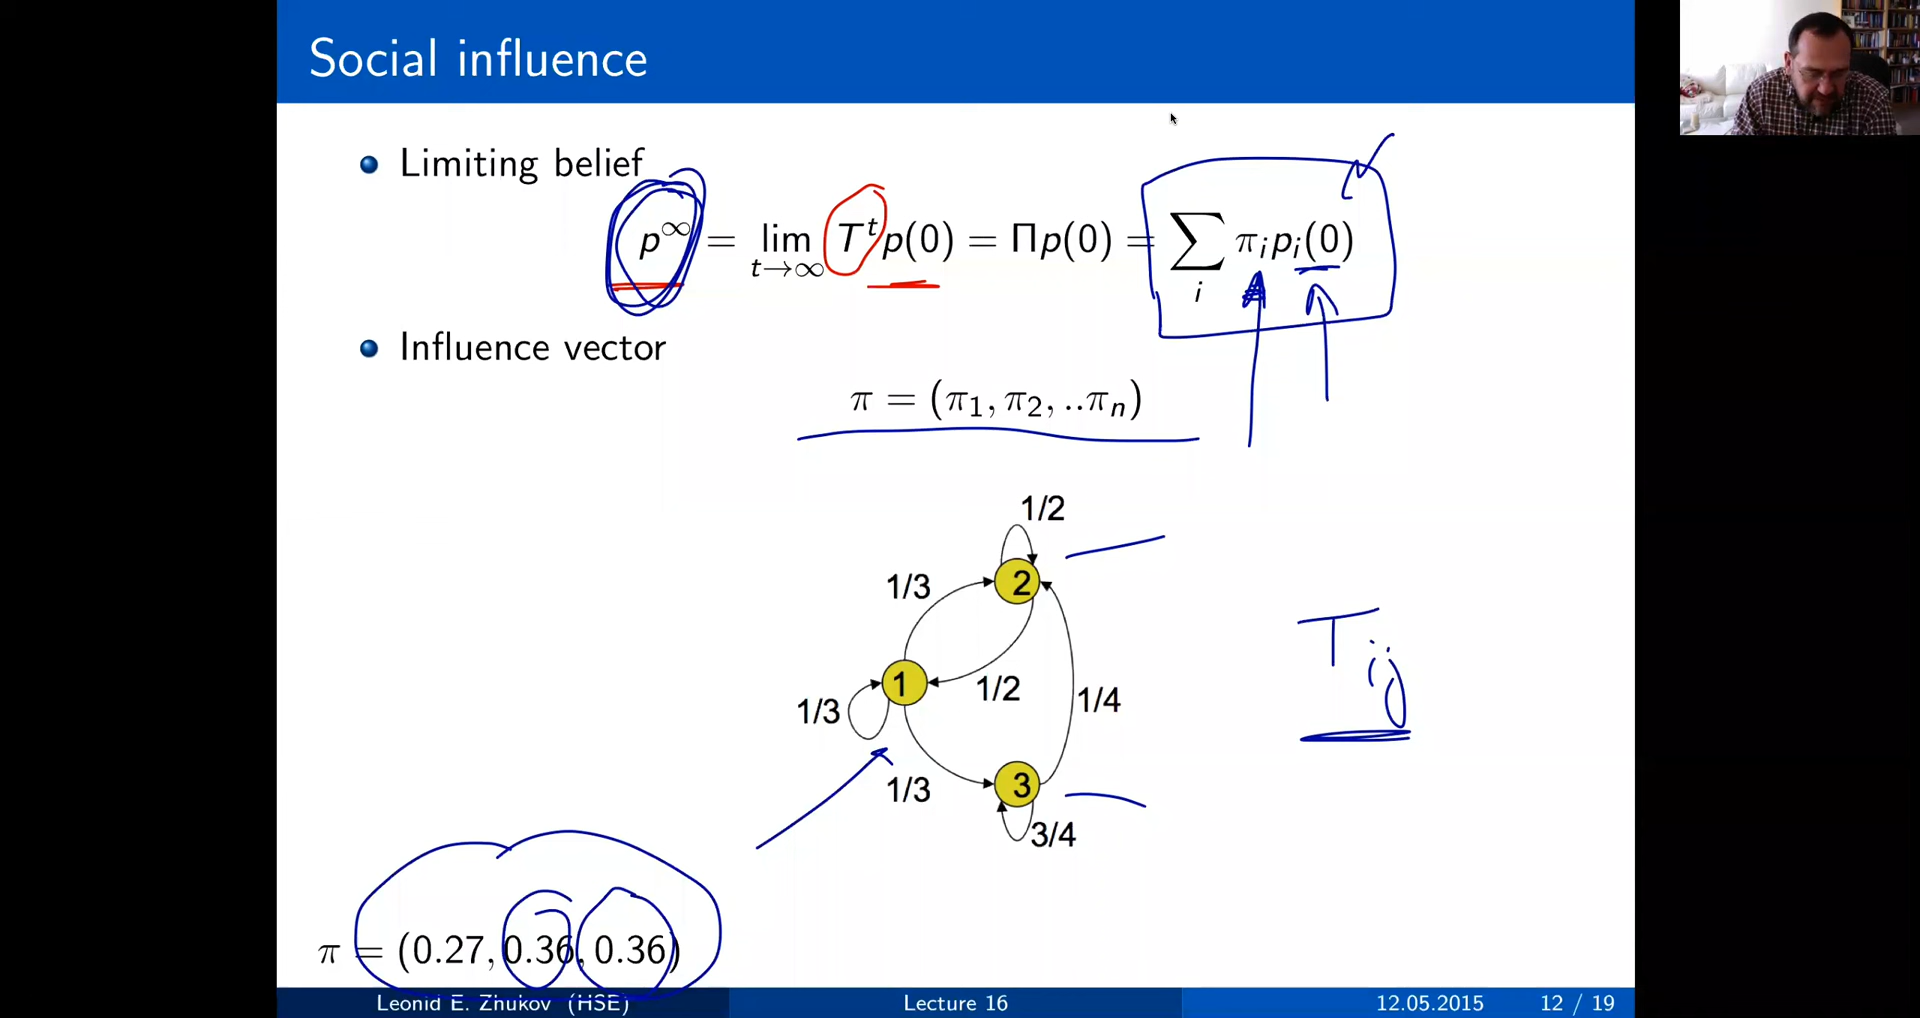 Social influence
Limiting belief
p^∞ = lim_{t→∞} T^t p(0) = Πp(0) = ∑_i π_i p_i(0)
Influence vector
π = (π_1, π_2, ..π_n)
1/2
2
1/3
1
1/2
1/4
1/3
1/3
3
3/4
T_ij
π = (0.27, 0.36, 0.36)
Leonid E. Zhukov (HSE) Lecture 16 12.05.2015 12 / 19